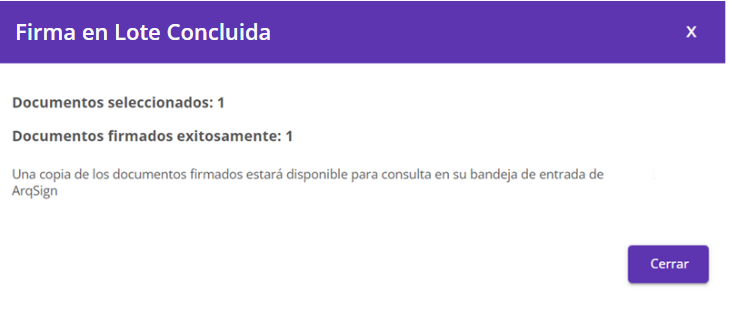 Firma en Lote Concluida
X
Documentos seleccionados: 1
Documentos firmados exitosamente: 1
Una copia de los documentos firmados estará disponible para consulta en su bandeja de entrada de
ArqSign
Cerrar